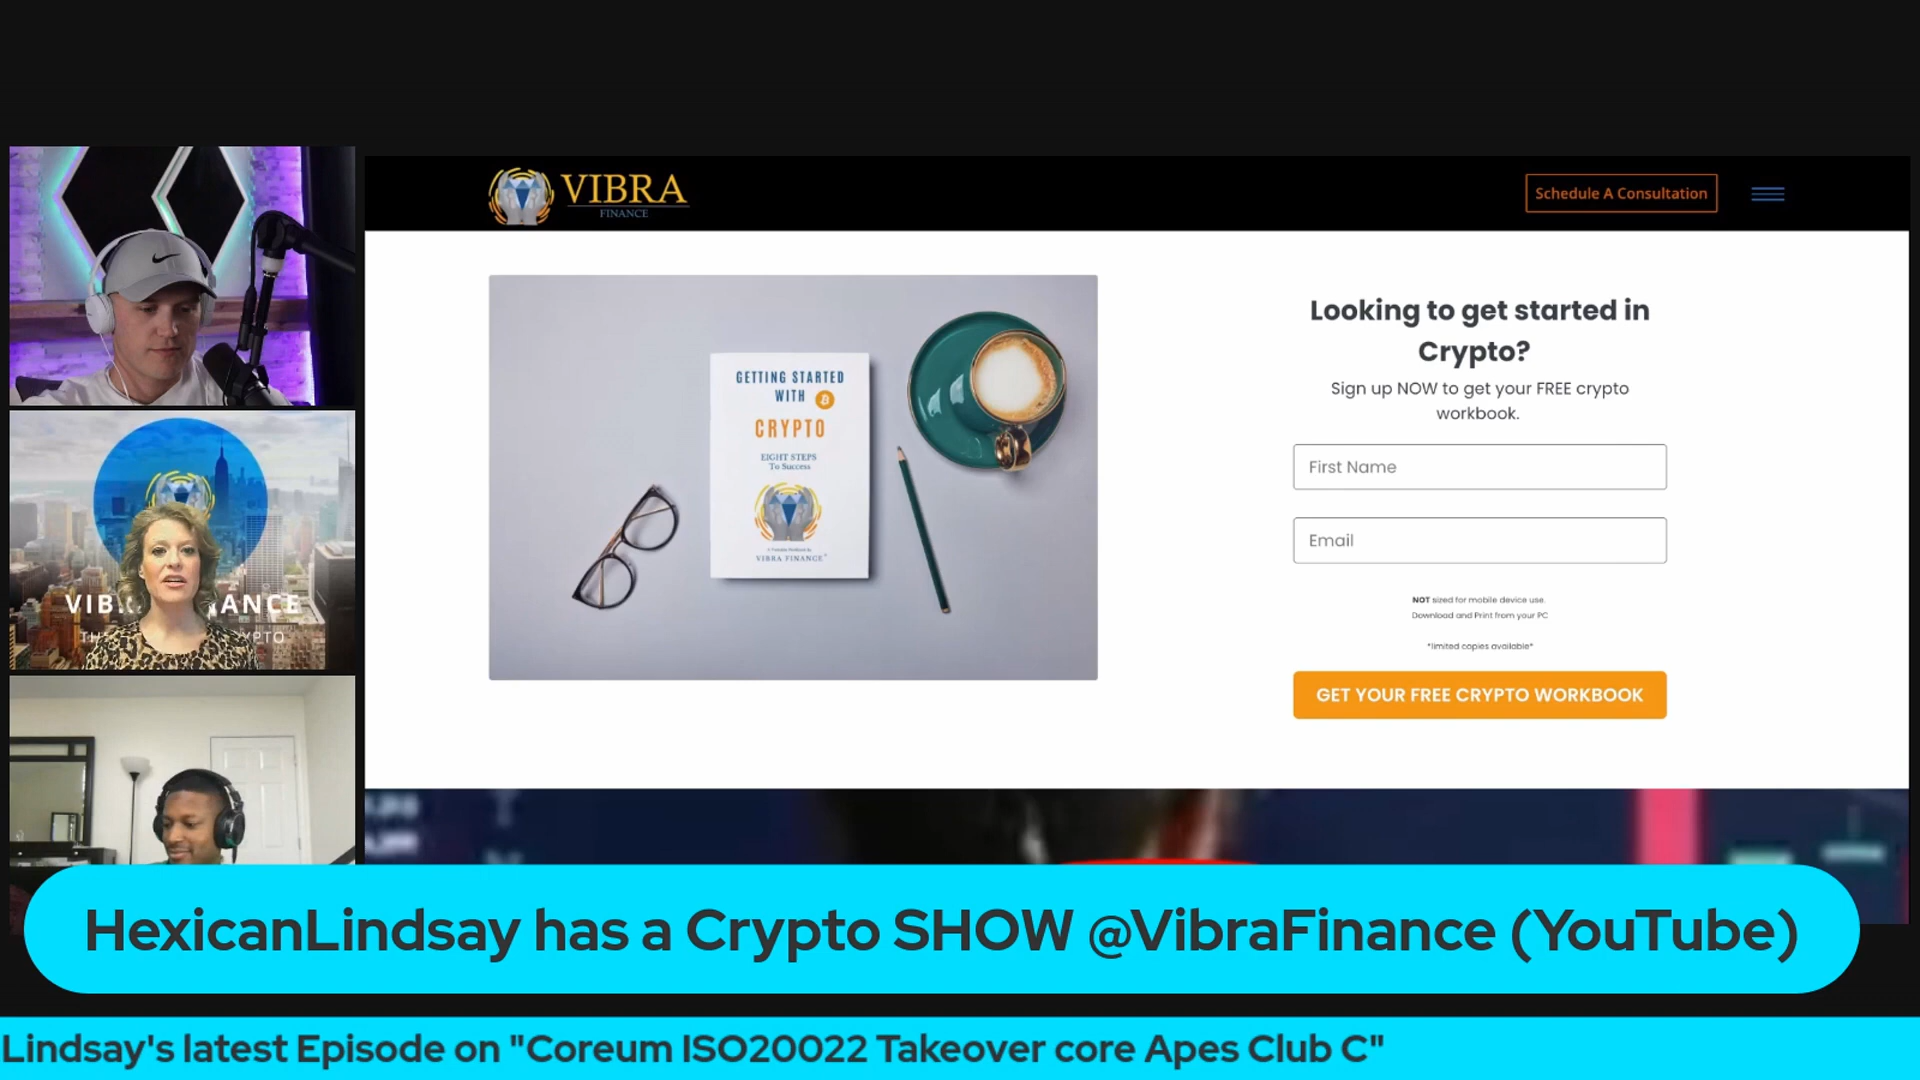 VIBRA
FINANCE
Schedule A Consultation
GETTING STARTED
WITH
CRYPTO
EIGHT STEPS
To Success
VIBRA FINANCE
Looking to get started in
Crypto?
Sign up NOW to get your FREE crypto
workbook.
First Name
Email
NOT sized for mobile device use.
Download and Print from your PC
*limited copies available*
GET YOUR FREE CRYPTO WORKBOOK
HexicanLindsay has a Crypto SHOW @VibraFinance (YouTube)
Lindsay's latest Episode on "Coreum ISO20022 Takeover core Apes Club C"